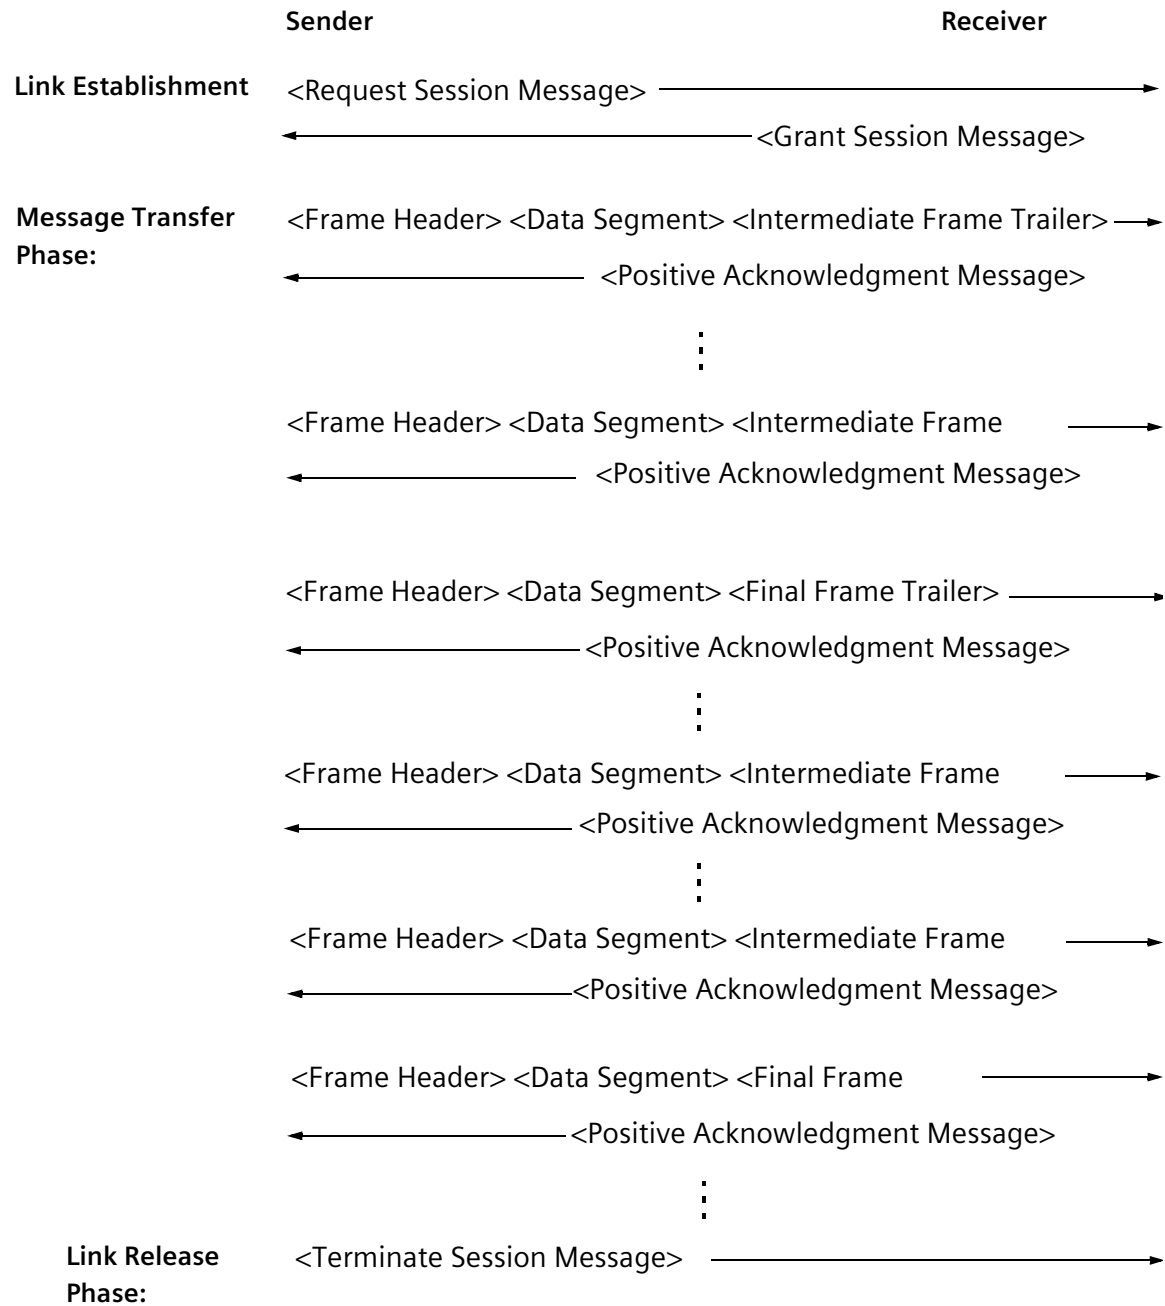 Sender Receiver
Link Establishment <Request Session Message>
<Grant Session Message>
Message Transfer <Frame Header> <Data Segment> <Intermediate Frame Trailer>
Phase:
<Positive Acknowledgment Message>
<Frame Header> <Data Segment> <Intermediate Frame
<Positive Acknowledgment Message>
<Frame Header> <Data Segment> <Final Frame Trailer>
<Positive Acknowledgment Message>
<Frame Header> <Data Segment> <Intermediate Frame
<Positive Acknowledgment Message>
<Frame Header> <Data Segment> <Intermediate Frame
<Positive Acknowledgment Message>
<Frame Header> <Data Segment> <Final Frame
<Positive Acknowledgment Message>
Link Release <Terminate Session Message>
Phase: